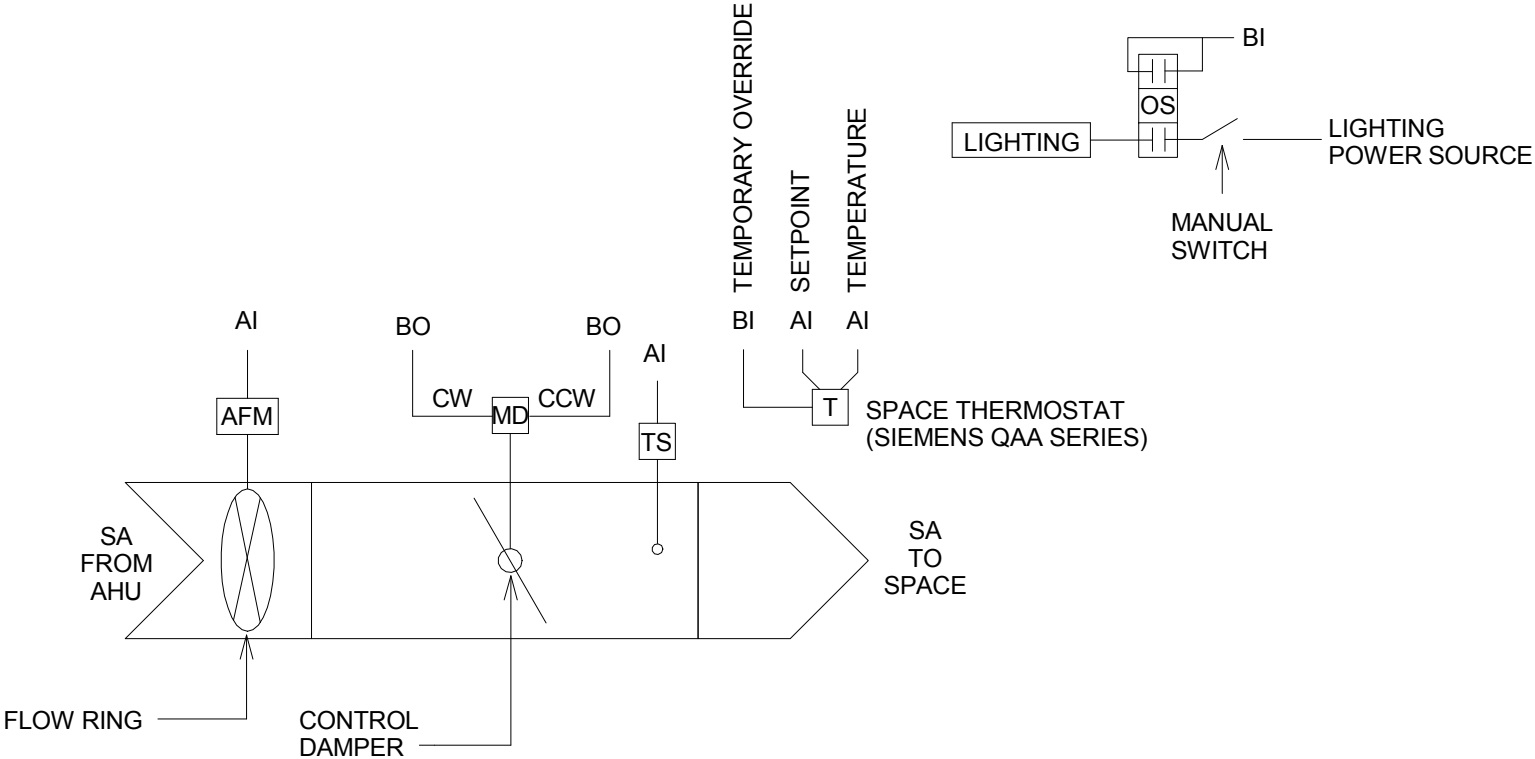 TEMPORARY OVERRIDE
SETPOINT
TEMPERATURE
BI
OS
LIGHTING
LIGHTING
POWER SOURCE
MANUAL
SWITCH
AI
BO
BO
AI
BI
AI
AI
CW
CCW
AFM
MD
TS
T
SPACE THERMOSTAT
(SIEMENS QAA SERIES)
SA
FROM
AHU
SA
TO
SPACE
FLOW RING
CONTROL
DAMPER